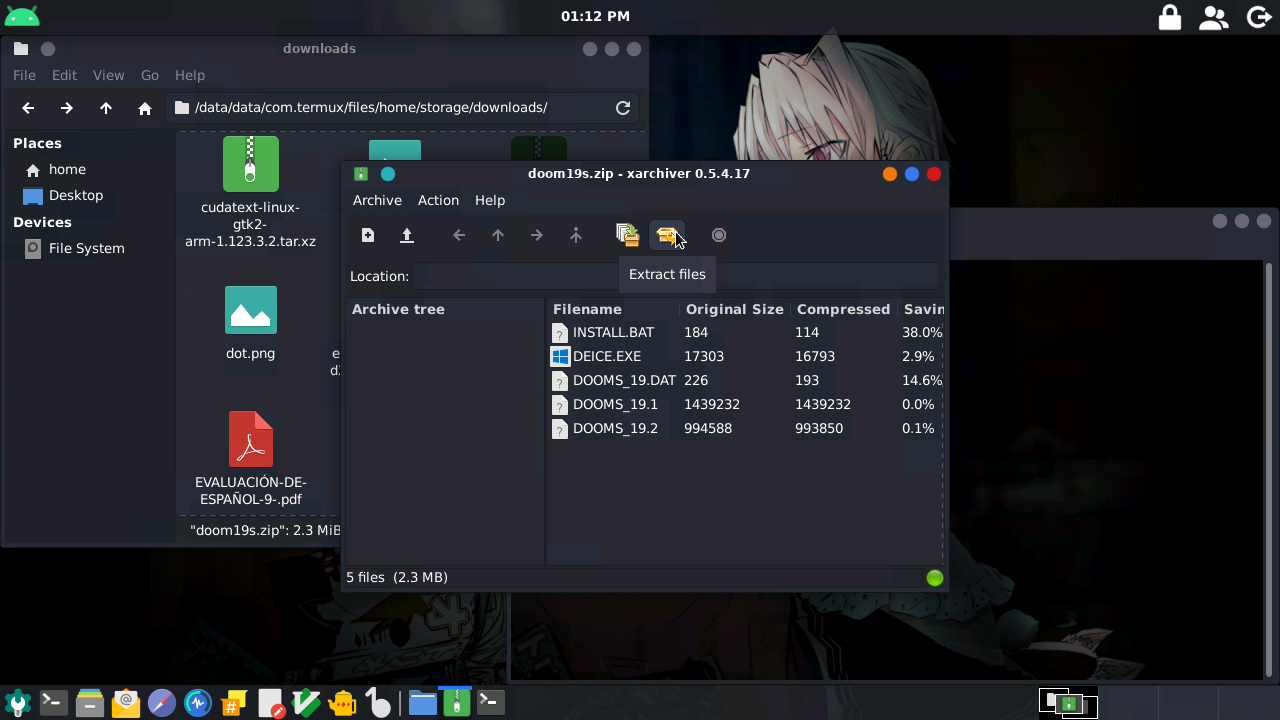 01:12 PM
downloads
File Edit View Go Help
/data/data/com.termux/files/home/storage/downloads/
Places
home
Desktop
Devices
File System
cudatext-linux-
gtk2-
arm-1.123.3.2.tar.xz
dot.png
EVALUACIÓN-DE-
ESPAÑOL-9-.pdf
"doom19s.zip": 2.3 MiB
doom19s.zip - xarchiver 0.5.4.17
Archive Action Help
Location:
Extract files
Archive tree
Filename Original Size Compressed Savin
INSTALL.BAT 184 114 38.0%
DEICE.EXE 17303 16793 2.9%
DOOMS_19.DAT 226 193 14.6%
DOOMS_19.1 1439232 1439232 0.0%
DOOMS_19.2 994588 993850 0.1%
5 files (2.3 MB)